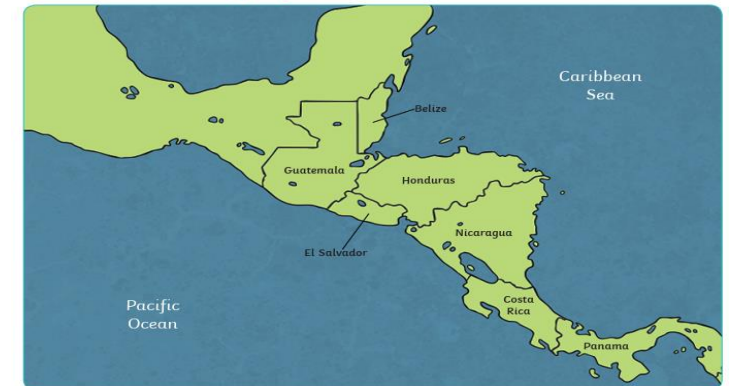 Caribbean
Sea
Belize
Guatemala
Honduras
Nicaragua
El Salvador
Pacific
Ocean
Costa
Rica
Panama